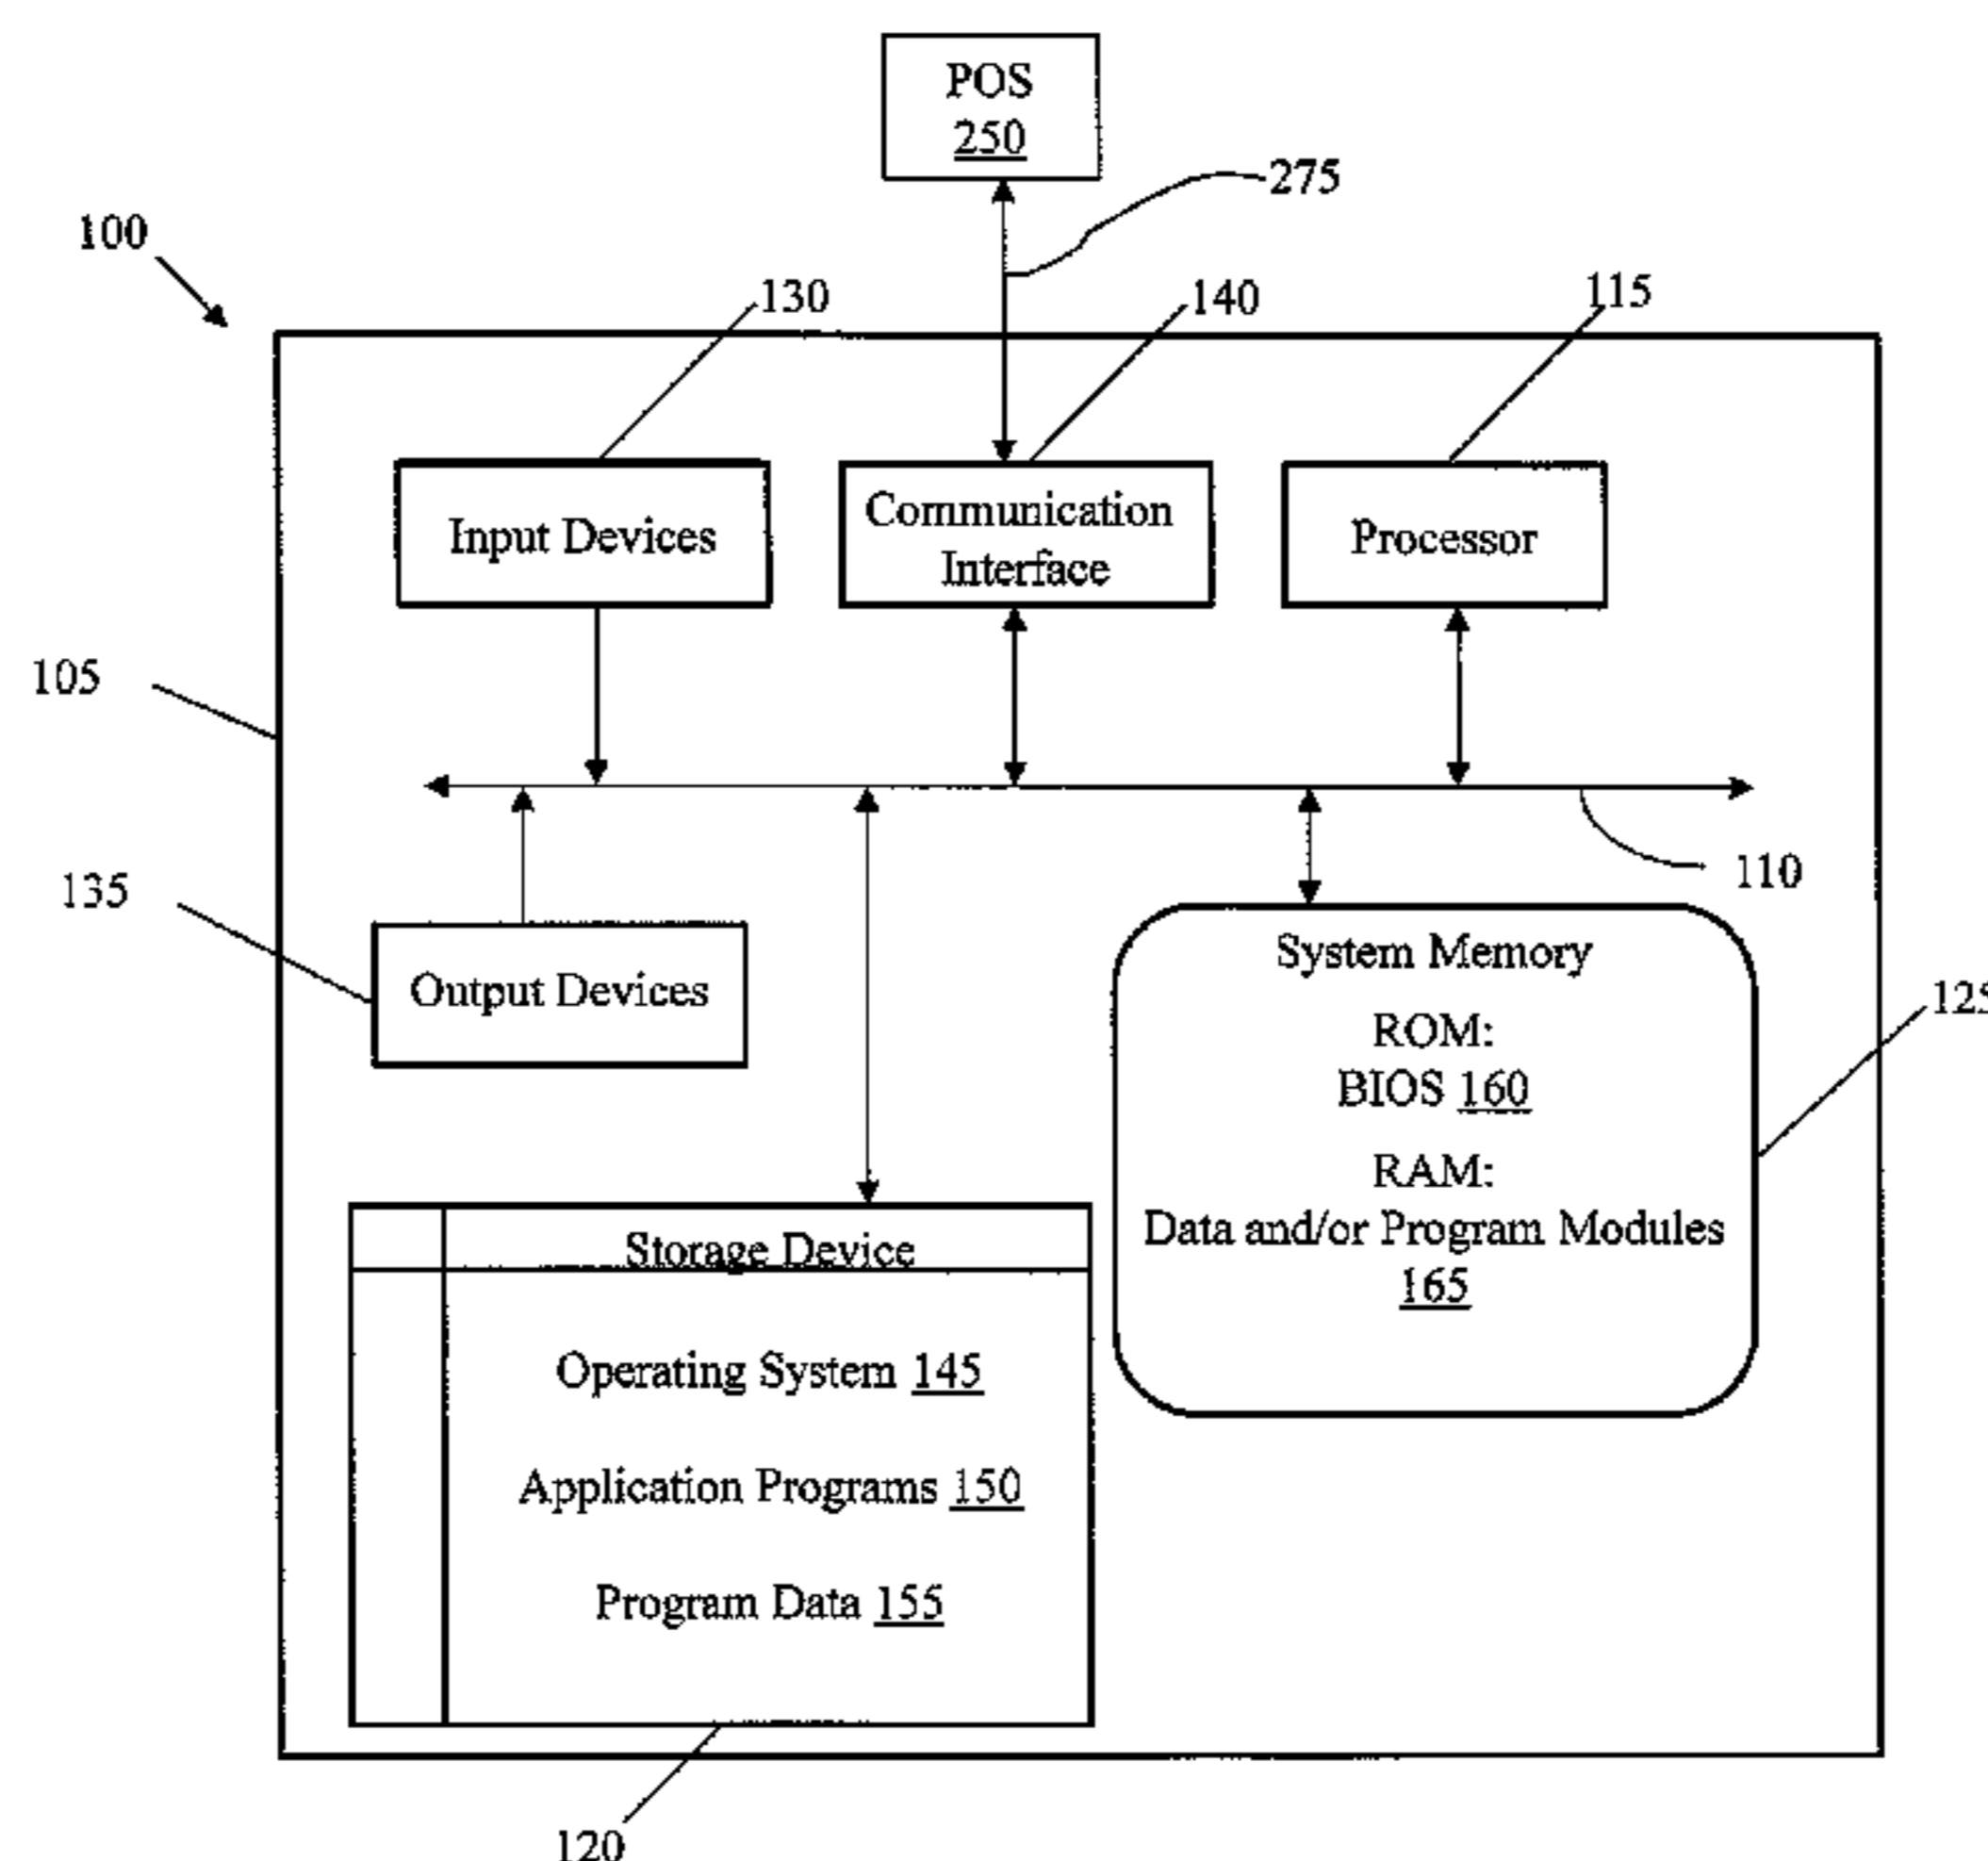 POS
250
275
100
130
140
115
Input Devices
Communication
Interface
Processor
105
110
135
Output Devices
System Memory
ROM:
BIOS 160
RAM:
Data and/or Program Modules
165
125
Storage Device
Operating System 145
Application Programs 150
Program Data 155
120